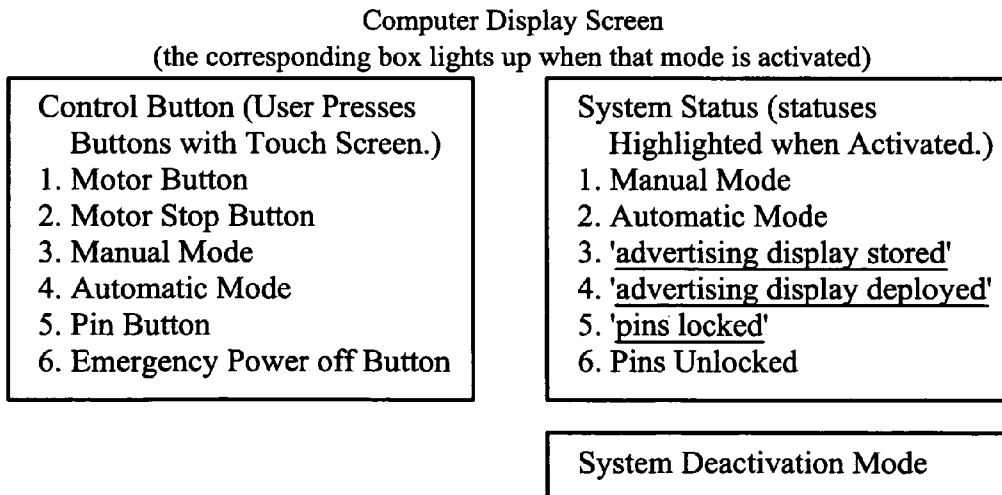 Computer Display Screen
(the corresponding box lights up when that mode is activated)
Control Button (User Presses
Buttons with Touch Screen.)
1. Motor Button
2. Motor Stop Button
3. Manual Mode
4. Automatic Mode
5. Pin Button
6. Emergency Power off Button
System Status (statuses
Highlighted when Activated.)
1. Manual Mode
2. Automatic Mode
3. 'advertising display stored'
4. 'advertising display deployed'
5. 'pins locked'
6. Pins Unlocked
System Deactivation Mode